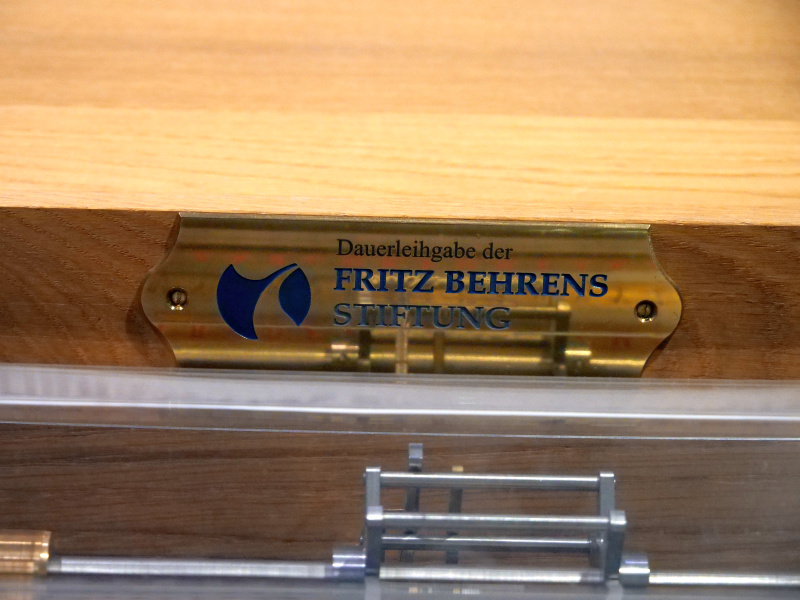 Dauerleihgabe der
FRITZ BEHRENS
STIFTUNG